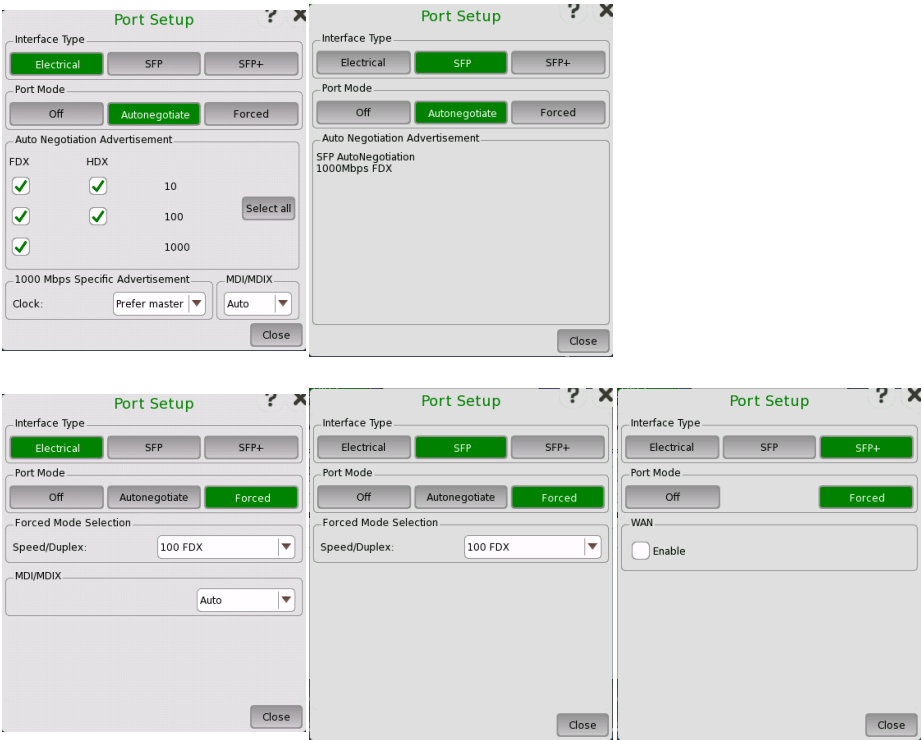 Port Setup ? X
Interface Type
Electrical SFP SFP+
Port Mode
Off Autonegotiate Forced
Auto Negotiation Advertisement
FDX HDX
10
100
Select all
1000
1000 Mbps Specific Advertisement
MDI/MDIX
Clock: Prefer master
Auto
Close
Port Setup ? X
Interface Type
Electrical SFP SFP+
Port Mode
Off Autonegotiate Forced
Auto Negotiation Advertisement
SFP AutoNegotiation
1000Mbps FDX
Close
Port Setup ? X
Interface Type
Electrical SFP SFP+
Port Mode
Off Autonegotiate Forced
Forced Mode Selection
Speed/Duplex: 100 FDX
MDI/MDIX
Auto
Close
Port Setup ? X
Interface Type
Electrical SFP SFP+
Port Mode
Off Autonegotiate Forced
Forced Mode Selection
Speed/Duplex: 100 FDX
Close
Port Setup ? X
Interface Type
Electrical SFP SFP+
Port Mode
Off Forced
WAN
Enable
Close